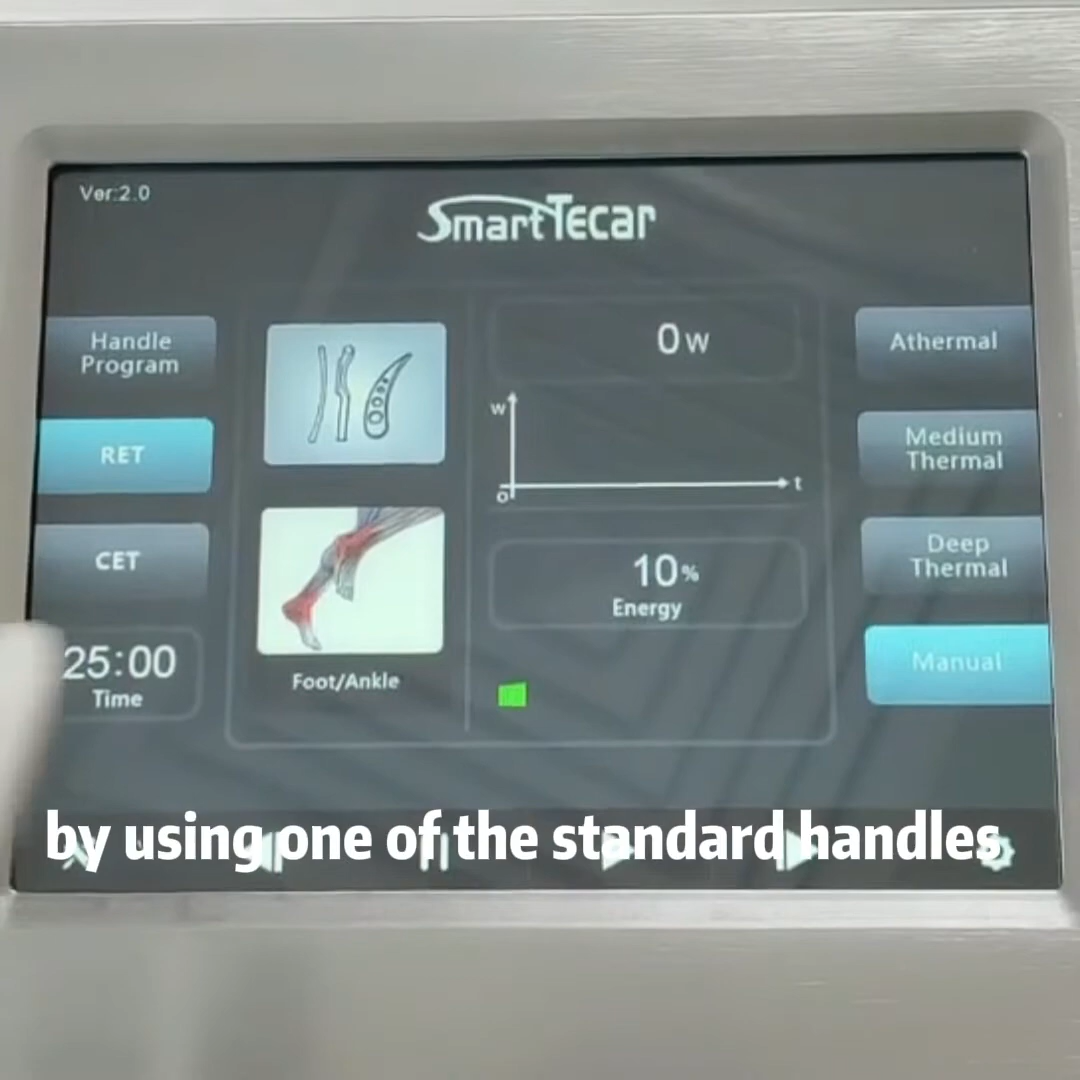 Ver:2.0
SmartTecar
Handle
Program
RET
CET
25:00
Time
Foot/Ankle
0 w
w
0
t
10%
Energy
Athermal
Medium
Thermal
Deep
Thermal
Manual
by using one of the standard handles